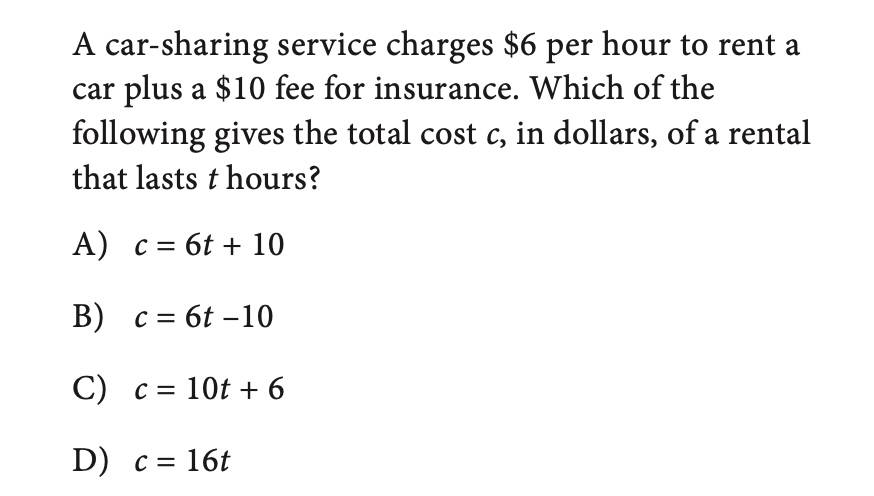 A car-sharing service charges $6 per hour to rent a
car plus a $10 fee for insurance. Which of the
following gives the total cost c, in dollars, of a rental
that lasts t hours?
A) c = 6t + 10
B) c = 6t –10
C) c = 10t + 6
D) c = 16t